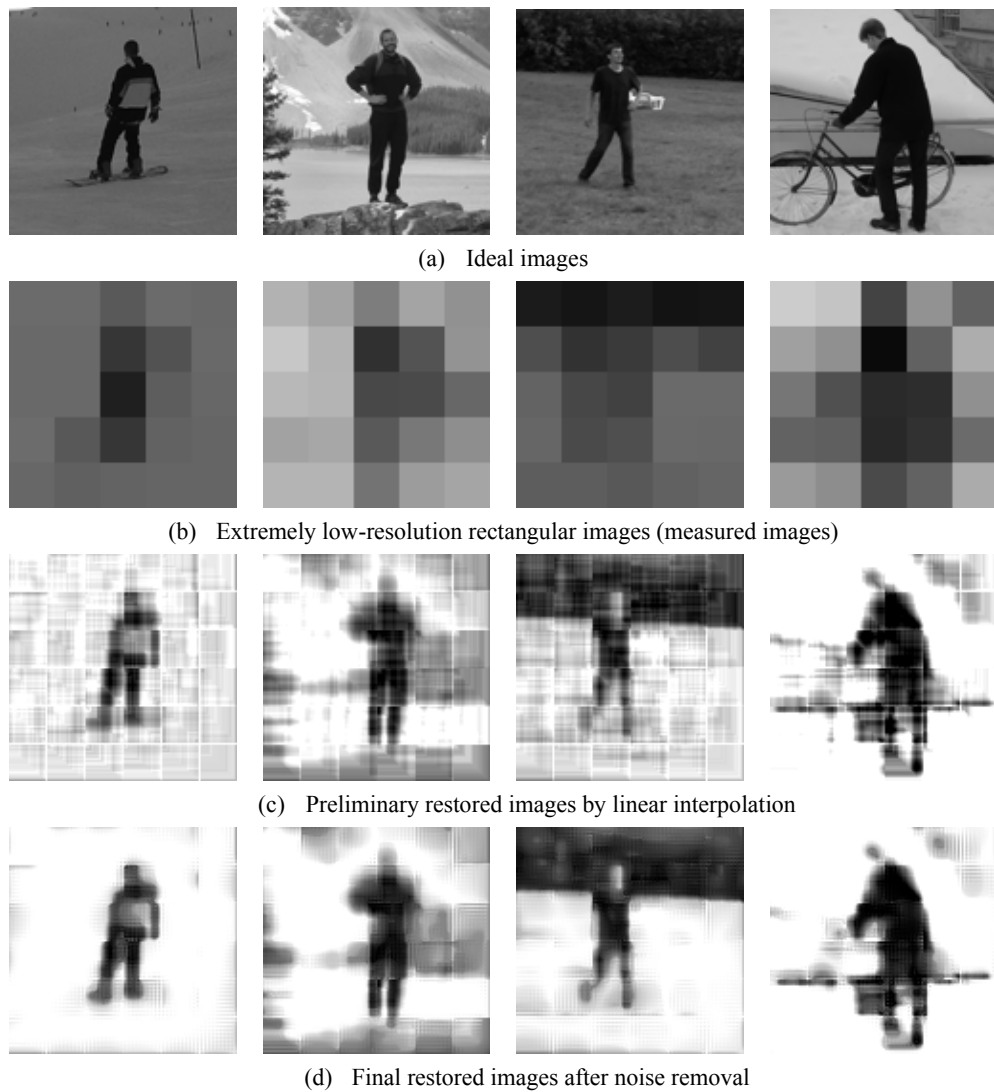 (a) Ideal images
(b) Extremely low-resolution rectangular images (measured images)
(c) Preliminary restored images by linear interpolation
(d) Final restored images after noise removal